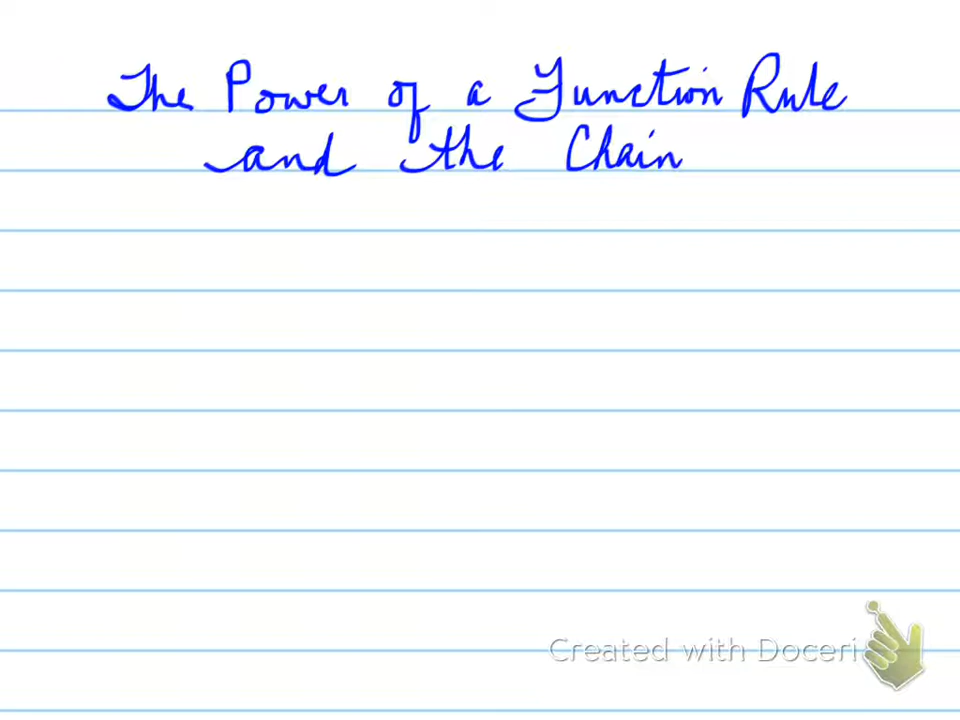 The Power of a Function Rule
and the Chain
Created with Doceri